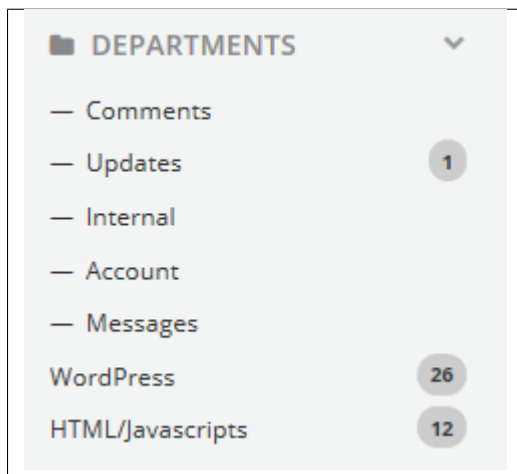 DEPARTMENTS
— Comments
— Updates 1
— Internal
— Account
— Messages
WordPress 26
HTML/Javascripts 12